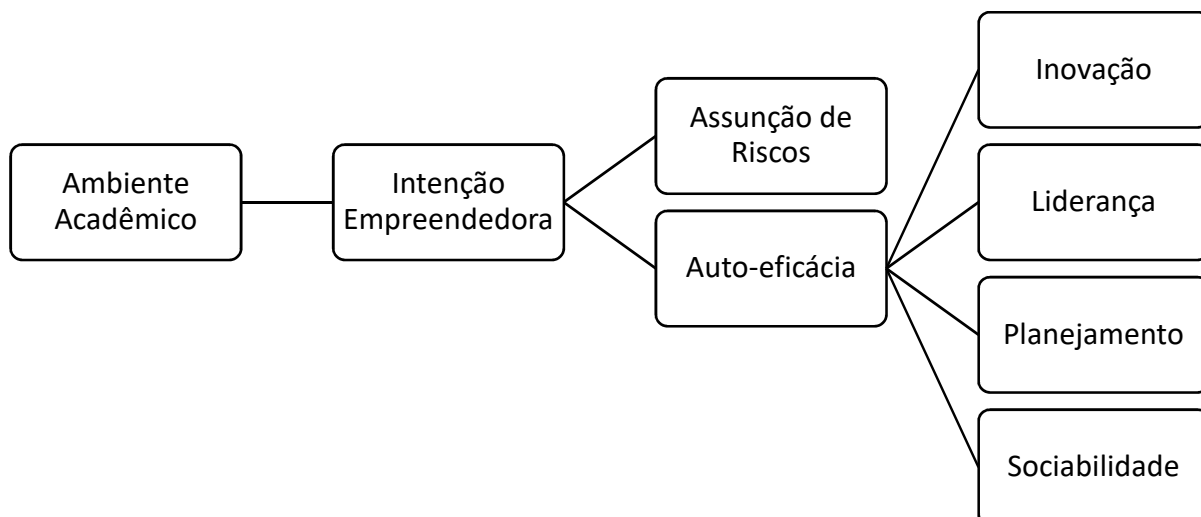 Ambiente
Acadêmico
Intenção
Empreendedora
Assunção de
Riscos
Auto-eficácia
Inovação
Liderança
Planejamento
Sociabilidade